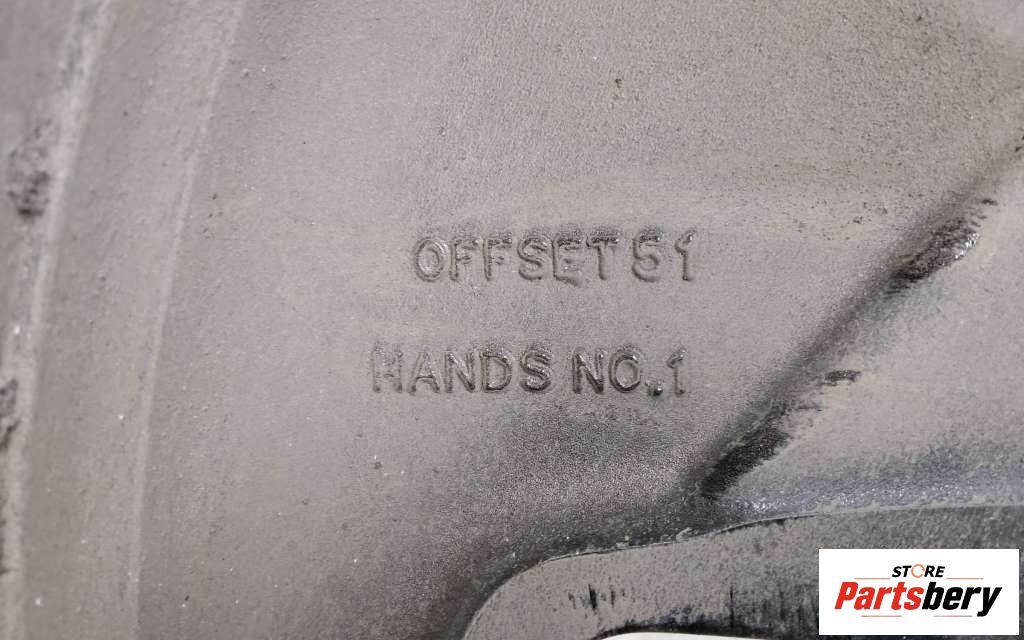 OFFSET 51
HANDS NO.1
STORE
Partsbery